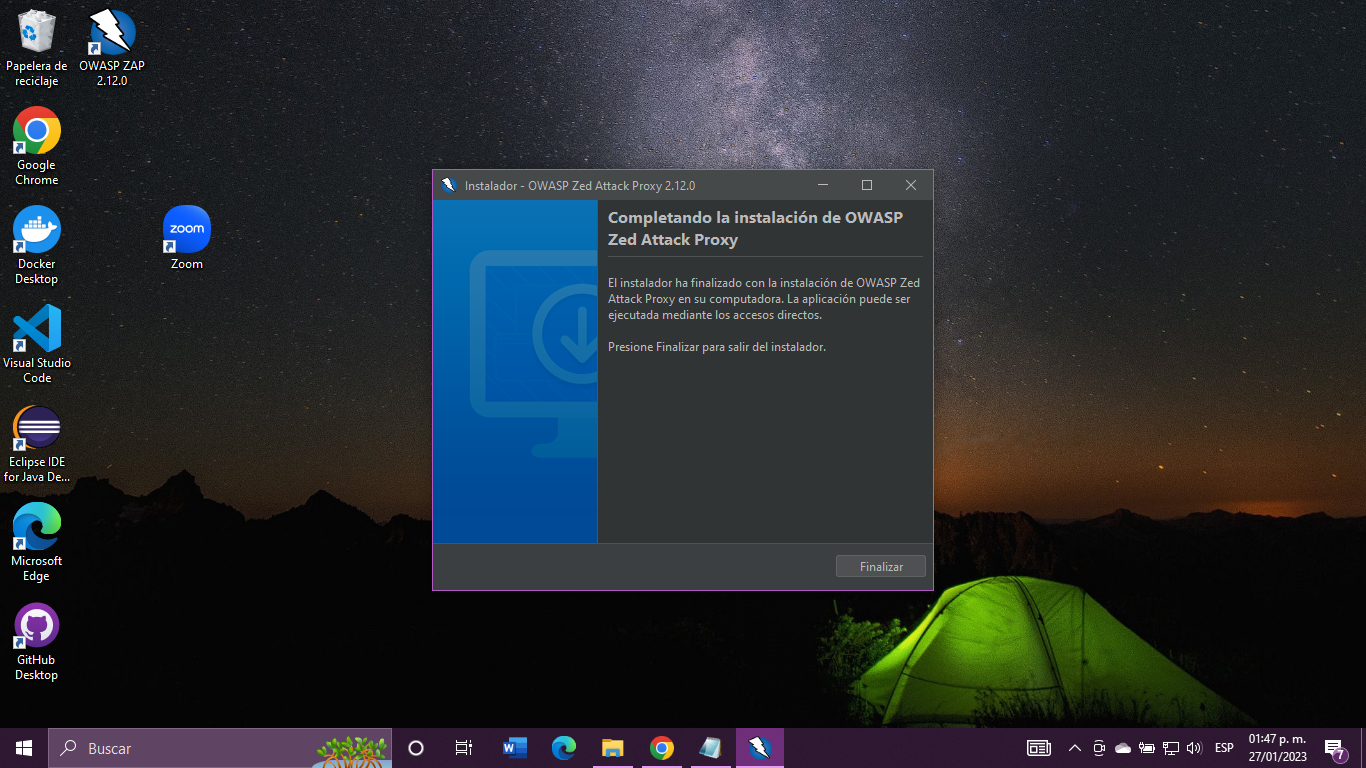 Papelera de
reciclaje
OWASP ZAP
2.12.0
Google
Chrome
Docker
Desktop
zoom
Zoom
Visual Studio
Code
Eclipse IDE
for Java De...
Microsoft
Edge
GitHub
Desktop
Instalador - OWASP Zed Attack Proxy 2.12.0
Completando la instalación de OWASP
Zed Attack Proxy
El instalador ha finalizado con la instalación de OWASP Zed
Attack Proxy en su computadora. La aplicación puede ser
ejecutada mediante los accesos directos.
Presione Finalizar para salir del instalador.
Finalizar
Buscar
W
ESP
01:47 p. m.
27/01/2023
7